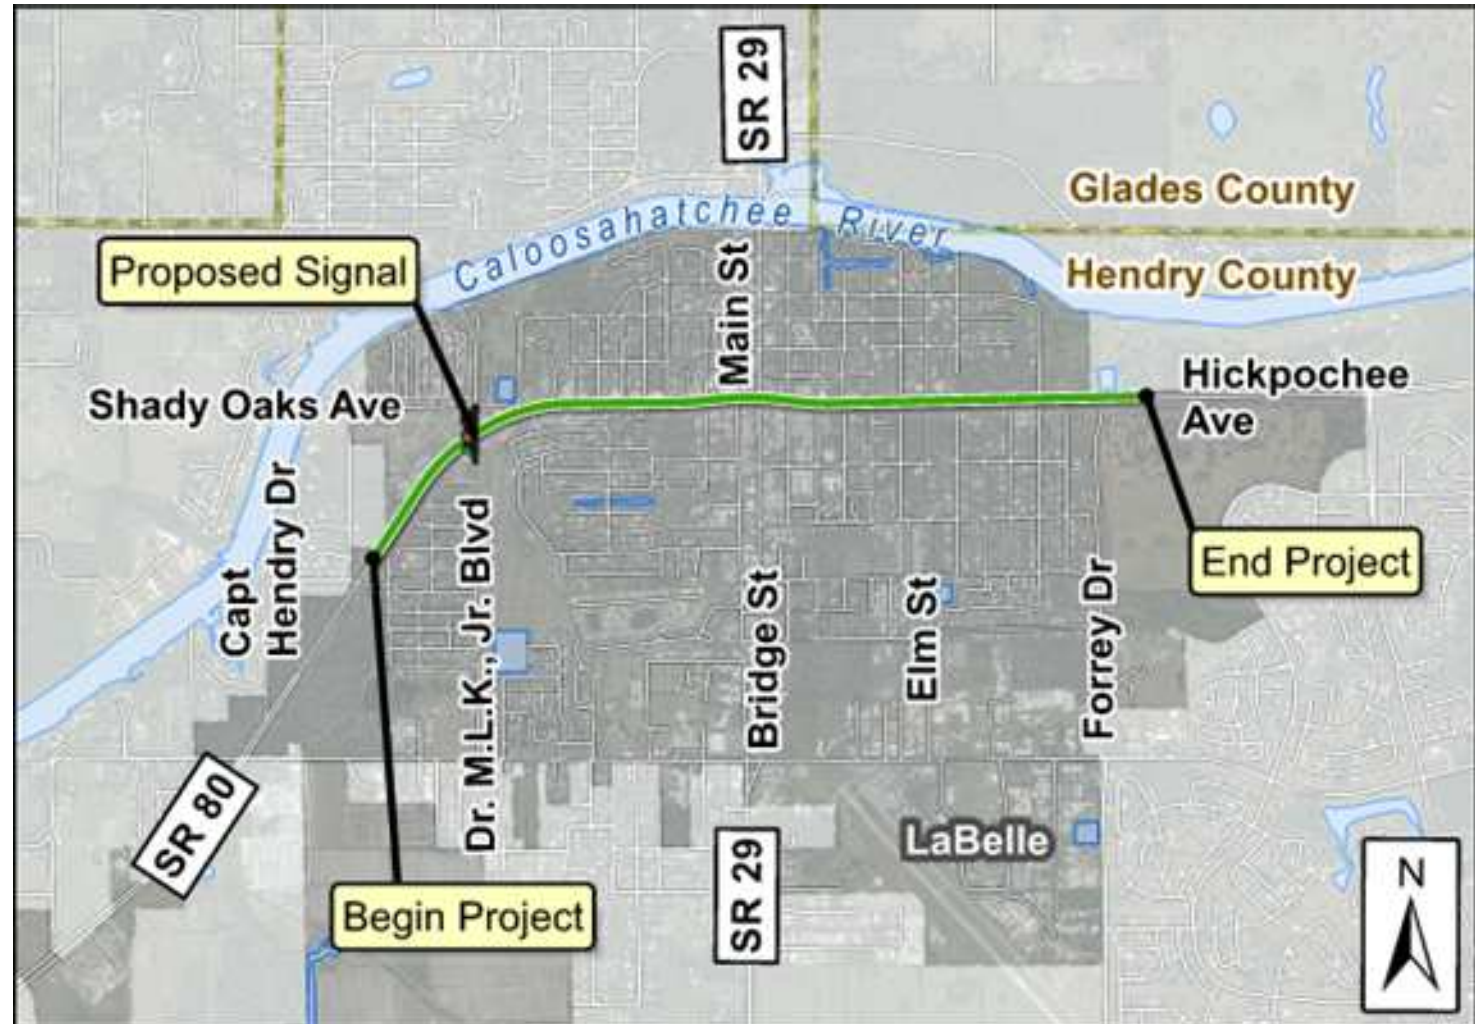 SR 29
Glades County
Caloosahatchee River
Hendry County
Proposed Signal
Main St
Shady Oaks Ave
Hickpochee
Ave
Capt
Hendry Dr
Dr. M.L.K., Jr. Blvd
Bridge St
Elm St
Forrey Dr
End Project
SR 80
LaBelle
Begin Project
SR 29
N